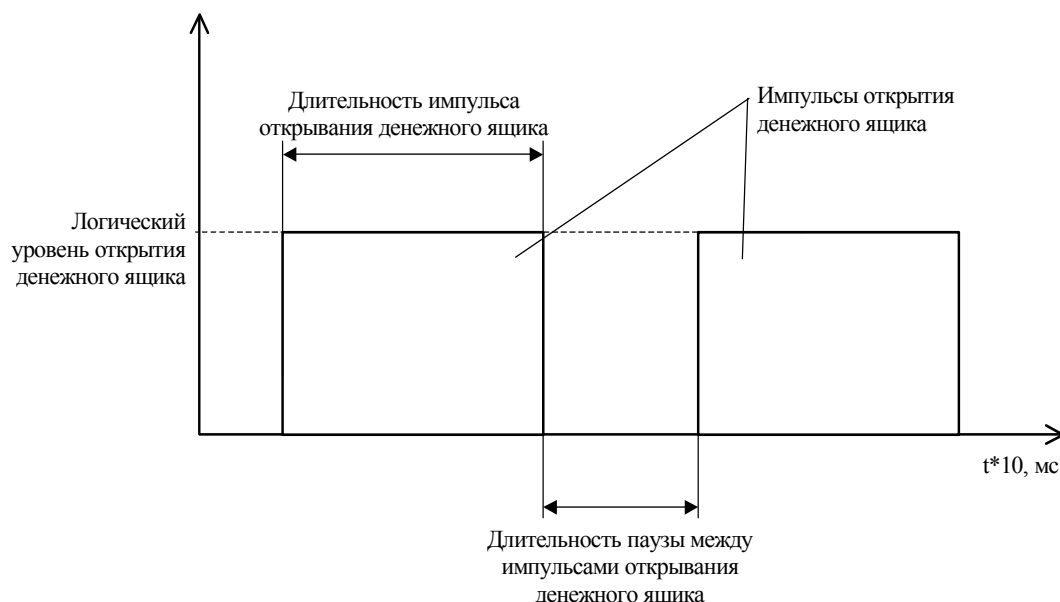 Длительность импульса
открывания денежного ящика
Импульсы открытия
денежного ящика
Логический
уровень открытия
денежного ящика
t*10, мс
Длительность паузы между
импульсами открывания
денежного ящика